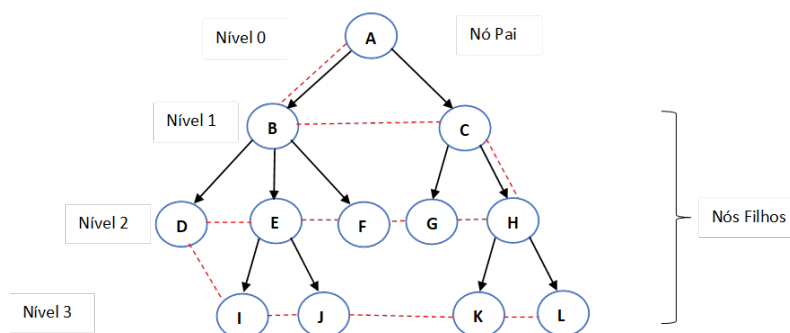 Nível 0
A
Nó Pai
Nível 1
B
C
Nível 2
D
E
F
G
H
Nós Filhos
Nível 3
I
J
K
L